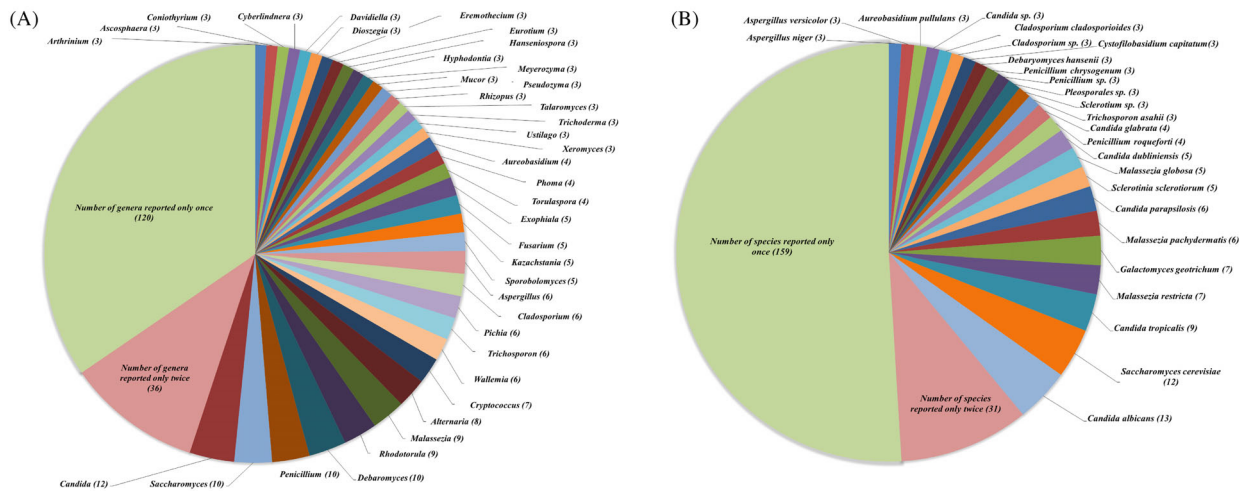 (A)
Coniothyrium (3)
Ascosphaera (3)
Arthrinium (3)
Cyberlindnera (3)
Davidiella (3)
Dioszegia (3)
Eremothecium (3)
Eurotium (3)
Hanseniospora (3)
Hyphodontia (3)
Meyerozyma (3)
Mucor (3)
Pseudozyma (3)
Rhizopus (3)
Talaromyces (3)
Trichoderma (3)
Ustilago (3)
Xeromyces (3)
Aureobasidium (4)
Phoma (4)
Torulaspora (4)
Exophiala (5)
Fusarium (5)
Kazachstania (5)
Sporobolomyces (5)
Aspergillus (6)
Cladosporium (6)
Pichia (6)
Trichosporon (6)
Wallemia (6)
Cryptococcus (7)
Alternaria (8)
Malassezia (9)
Rhodotorula (9)
Debaromyces (10)
Penicillium (10)
Saccharomyces (10)
Candida (12)
Number of genera
reported only twice
(36)
Number of genera reported only once
(120)
(B)
Aspergillus versicolor (3)
Aspergillus niger (3)
Aureobasidium pullulans (3)
Candida sp. (3)
Cladosporium cladosporioides (3)
Cladosporium sp. (3)
Cystofilobasidium capitatum(3)
Debaryomyces hansenii (3)
Penicillium chrysogenum (3)
Penicillium sp. (3)
Pleosporales sp. (3)
Sclerotium sp. (3)
Trichosporon asahii (3)
Candida glabrata (4)
Penicillium roqueforti (4)
Candida dubliniensis (5)
Malassezia globosa (5)
Sclerotinia sclerotiorum (5)
Candida parapsilosis (6)
Malassezia pachydermatis (6)
Galactomyces geotrichum (7)
Malassezia restricta (7)
Candida tropicalis (9)
Saccharomyces cerevisiae
(12)
Candida albicans (13)
Number of species
reported only twice (31)
Number of species reported only
once (159)